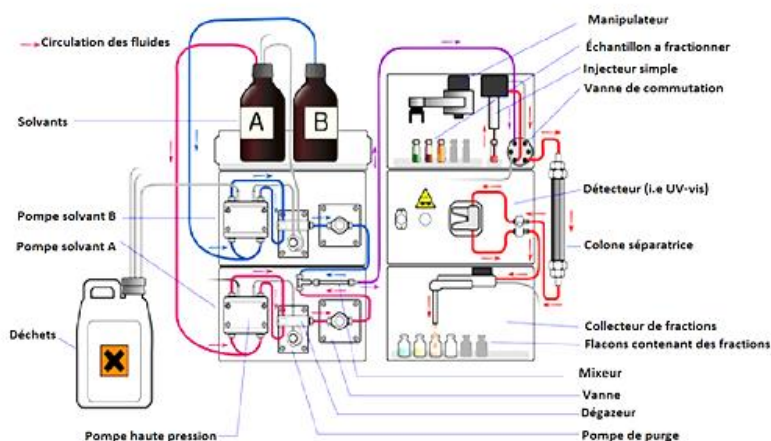 Manipulateur
Circulation des fluides
Échantillon a fractionner
Injecteur simple
Vanne de commutation
Solvants
A
B
Détecteur (i.e UV-vis)
Pompe solvant B
Pompe solvant A
Colone séparatrice
Déchets
Collecteur de fractions
Flacons contenant des fractions
Mixeur
Vanne
Dégazeur
Pompe haute pression
Pompe de purge